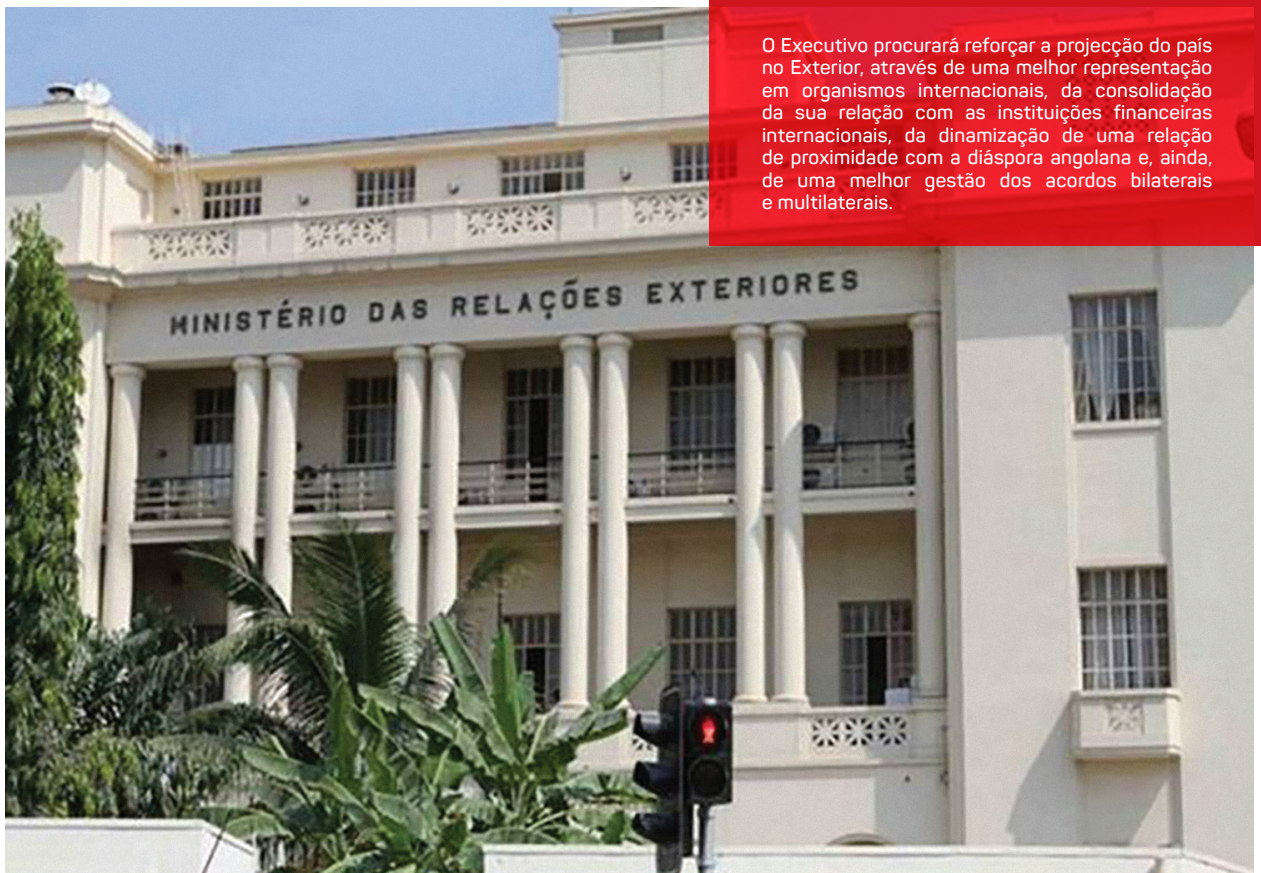 O Executivo procurará reforçar a projecção do país
no Exterior, através de uma melhor representação
em organismos internacionais, da consolidação
da sua relação com as instituições financeiras
internacionais, da dinamização de uma relação
de proximidade com a diáspora angolana e, ainda,
de uma melhor gestão dos acordos bilaterais
e multilaterais.
MINISTÉRIO DAS RELAÇÕES EXTERIORES